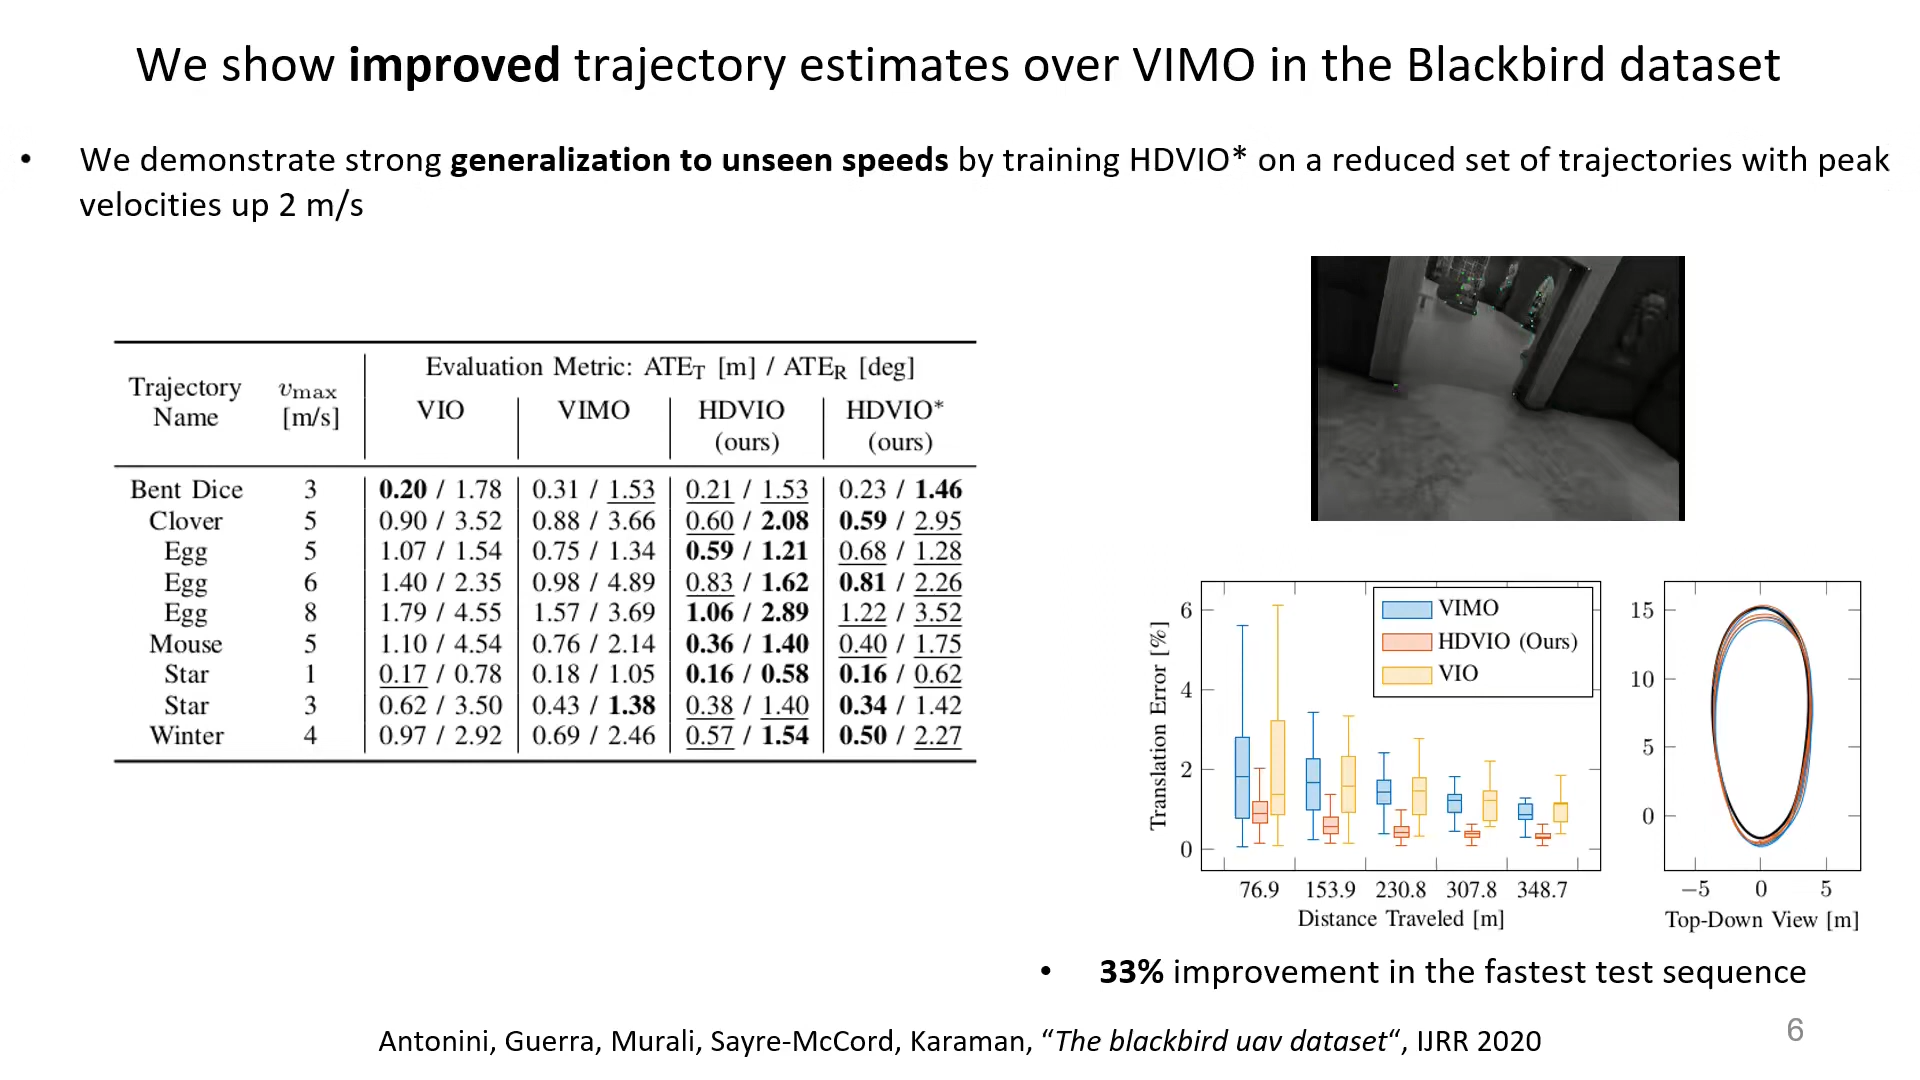 We show improved trajectory estimates over VIMO in the Blackbird dataset
• We demonstrate strong generalization to unseen speeds by training HDVIO* on a reduced set of trajectories with peak
velocities up 2 m/s
Evaluation Metric: ATE_T [m] / ATE_R [deg]
Trajectory Name v_max [m/s] VIO VIMO HDVIO (ours) HDVIO* (ours)
Bent Dice 3 0.20 / 1.78 0.31 / 1.53 0.21 / 1.53 0.23 / 1.46
Clover 5 0.90 / 3.52 0.88 / 3.66 0.60 / 2.08 0.59 / 2.95
Egg 5 1.07 / 1.54 0.75 / 1.34 0.59 / 1.21 0.68 / 1.28
Egg 6 1.40 / 2.35 0.98 / 4.89 0.83 / 1.62 0.81 / 2.26
Egg 8 1.79 / 4.55 1.57 / 3.69 1.06 / 2.89 1.22 / 3.52
Mouse 5 1.10 / 4.54 0.76 / 2.14 0.36 / 1.40 0.40 / 1.75
Star 1 0.17 / 0.78 0.18 / 1.05 0.16 / 0.58 0.16 / 0.62
Star 3 0.62 / 3.50 0.43 / 1.38 0.38 / 1.40 0.34 / 1.42
Winter 4 0.97 / 2.92 0.69 / 2.46 0.57 / 1.54 0.50 / 2.27
VIMO
HDVIO (Ours)
VIO
Translation Error [%]
6
4
2
0
76.9 153.9 230.8 307.8 348.7
Distance Traveled [m]
15
10
5
0
−5 0 5
Top-Down View [m]
• 33% improvement in the fastest test sequence
Antonini, Guerra, Murali, Sayre-McCord, Karaman, “The blackbird uav dataset“, IJRR 2020
6